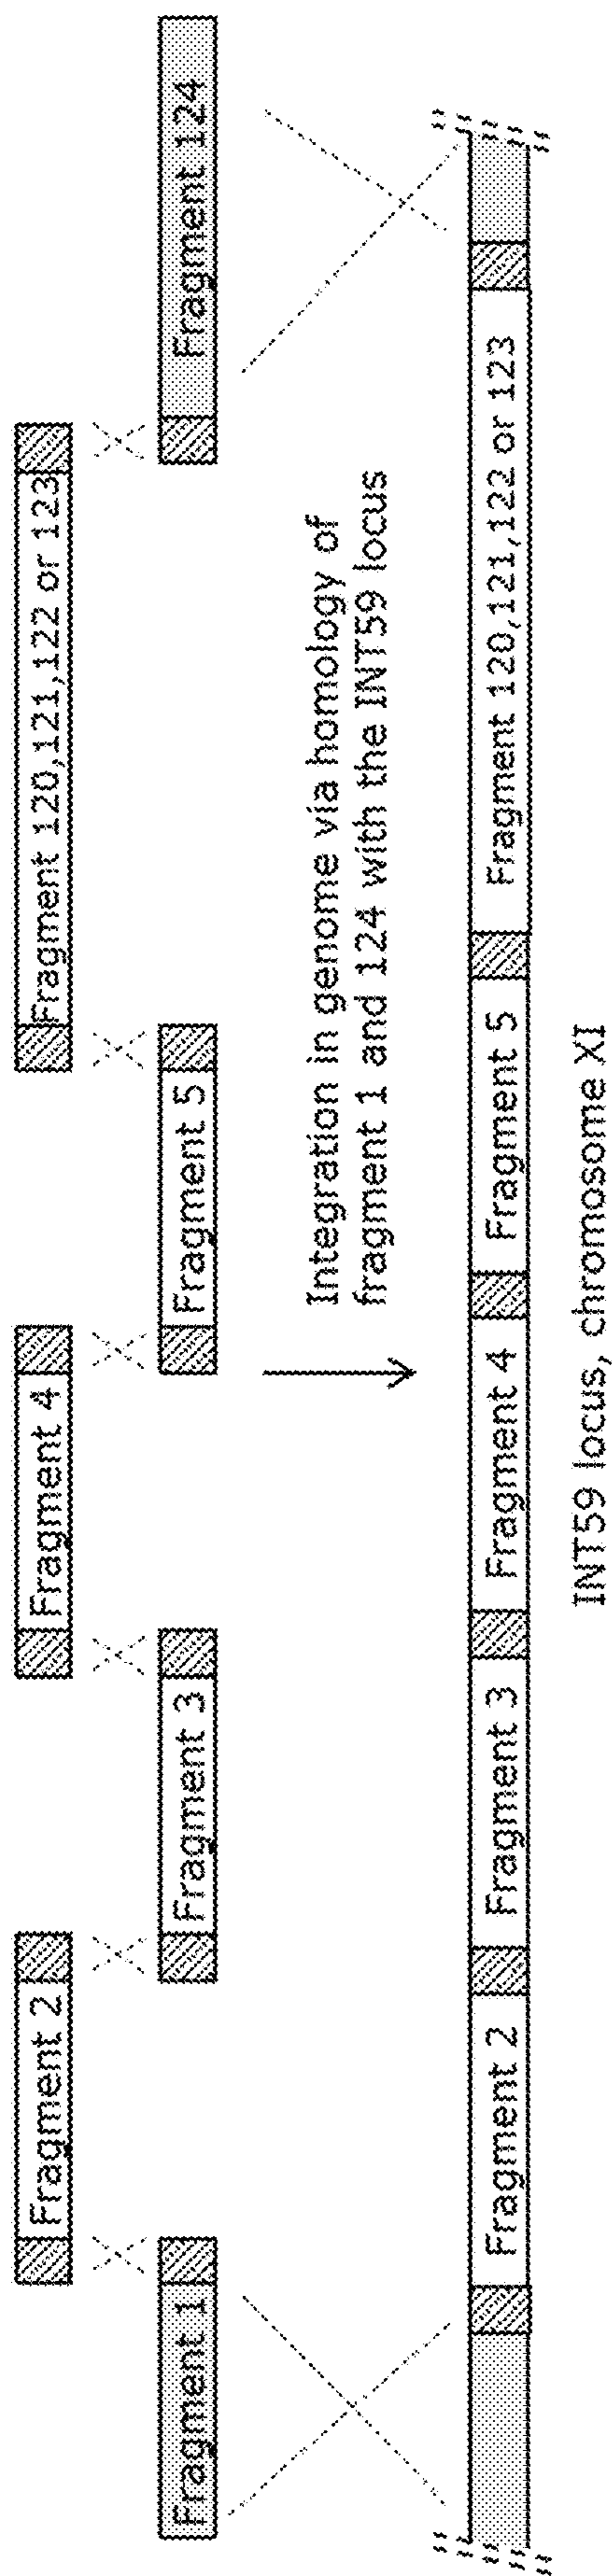 Fragment 2
Fragment 4
Fragment 120,121,122 or 123
Fragment 1
Fragment 3
Fragment 5
Fragment 124
Integration in genome via homology of
fragment 1 and 124 with the INT59 locus
Fragment 2
Fragment 3
Fragment 4
Fragment 5
Fragment 120,121,122 or 123
INT59 locus, chromosome XI